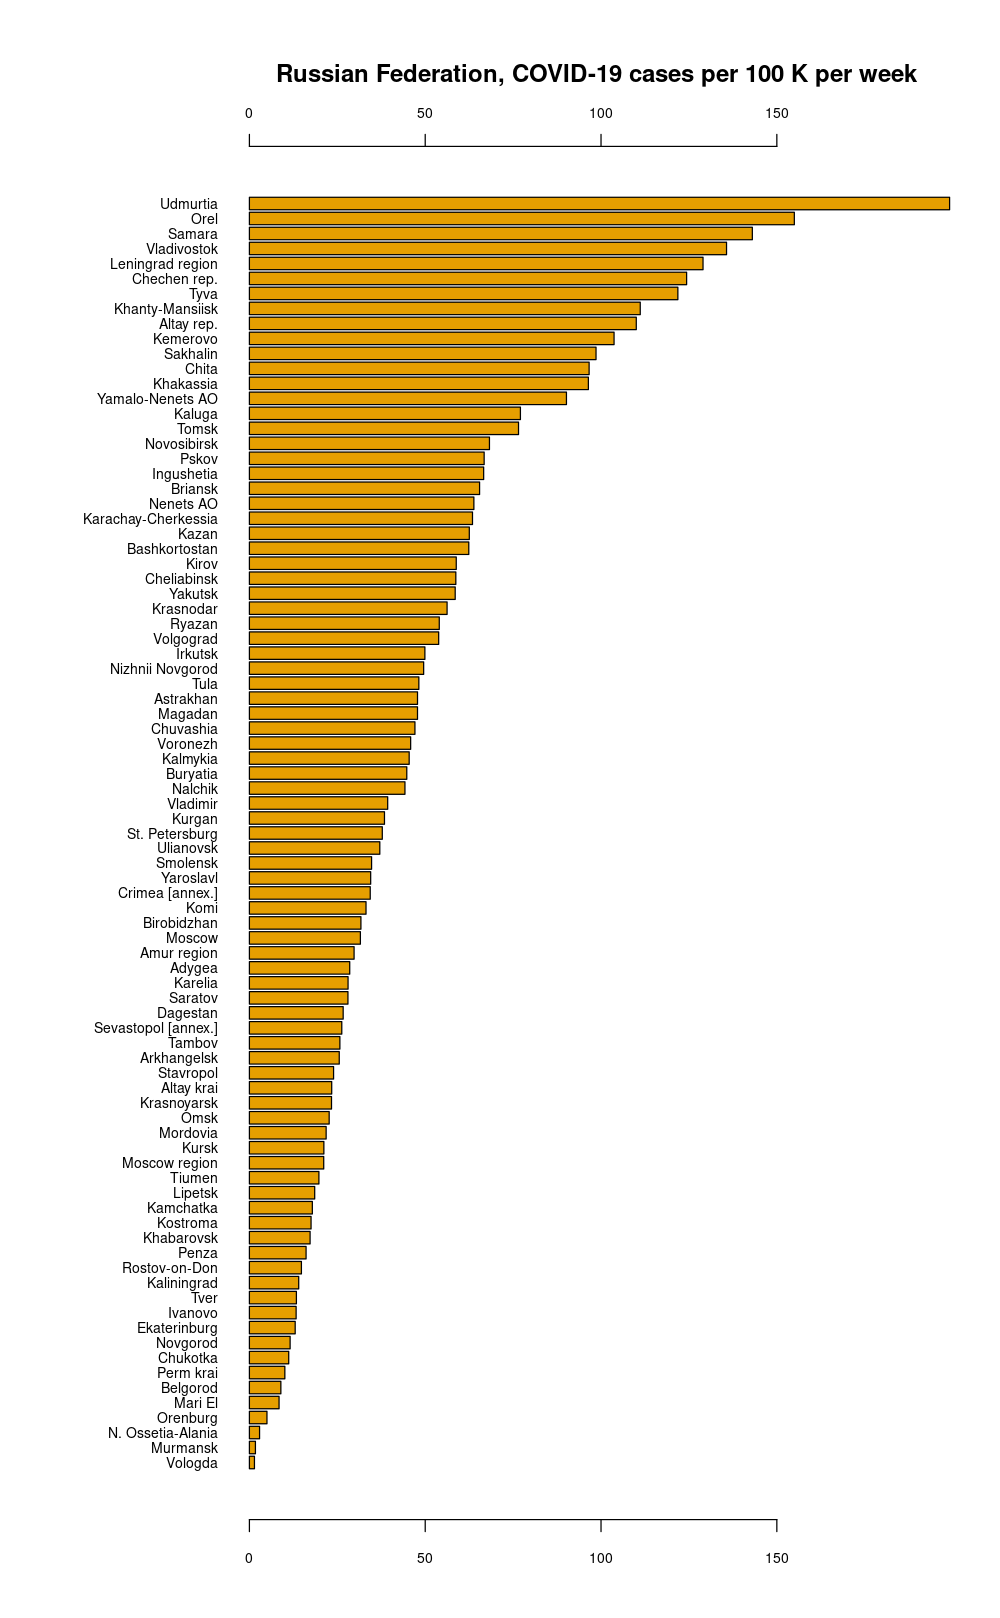 Russian Federation, COVID-19 cases per 100 K per week
0 50 100 150
Udmurtia
Orel
Samara
Vladivostok
Leningrad region
Chechen rep.
Tyva
Khanty-Mansiisk
Altay rep.
Kemerovo
Sakhalin
Chita
Khakassia
Yamalo-Nenets AO
Kaluga
Tomsk
Novosibirsk
Pskov
Ingushetia
Briansk
Nenets AO
Karachay-Cherkessia
Kazan
Bashkortostan
Kirov
Cheliabinsk
Yakutsk
Krasnodar
Ryazan
Volgograd
Irkutsk
Nizhnii Novgorod
Tula
Astrakhan
Magadan
Chuvashia
Voronezh
Kalmykia
Buryatia
Nalchik
Vladimir
Kurgan
St. Petersburg
Ulianovsk
Smolensk
Yaroslavl
Crimea [annex.]
Komi
Birobidzhan
Moscow
Amur region
Adygea
Karelia
Saratov
Dagestan
Sevastopol [annex.]
Tambov
Arkhangelsk
Stavropol
Altay krai
Krasnoyarsk
Omsk
Mordovia
Kursk
Moscow region
Tiumen
Lipetsk
Kamchatka
Kostroma
Khabarovsk
Penza
Rostov-on-Don
Kaliningrad
Tver
Ivanovo
Ekaterinburg
Novgorod
Chukotka
Perm krai
Belgorod
Mari El
Orenburg
N. Ossetia-Alania
Murmansk
Vologda
0 50 100 150